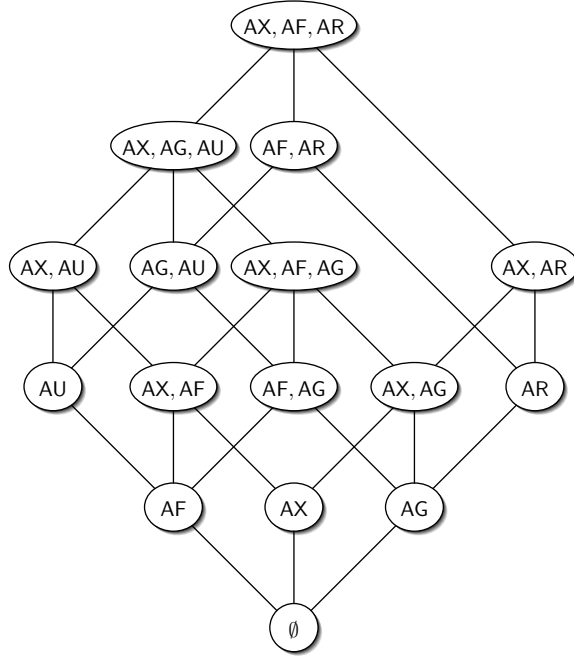 AX, AF, AR
AX, AG, AU
AF, AR
AX, AU
AG, AU
AX, AF, AG
AX, AR
AU
AX, AF
AF, AG
AX, AG
AR
AF
AX
AG
∅